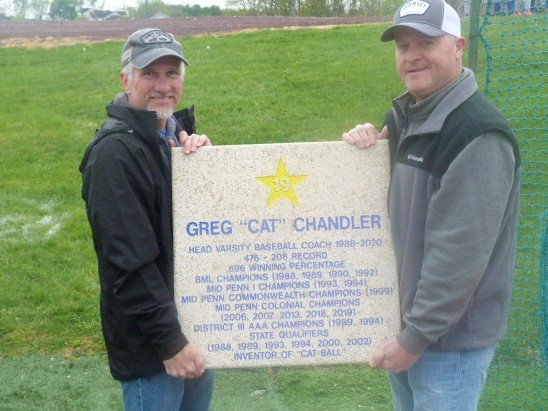 19
GREG "CAT" CHANDLER
HEAD VARSITY BASEBALL COACH 1988-2020
476 - 208 RECORD
.696 WINNING PERCENTAGE
BML CHAMPIONS (1988, 1989, 1990, 1992)
MID PENN I CHAMPIONS (1993, 1994)
MID PENN COMMONWEALTH CHAMPIONS (1999)
MID PENN COLONIAL CHAMPIONS
(2006, 2007, 2013, 2018, 2019)
DISTRICT III AAA CHAMPIONS (1989, 1994)
STATE QUALIFIERS
(1988, 1989, 1993, 1994, 2000, 2002)
INVENTOR OF "CAT BALL"
Columbia